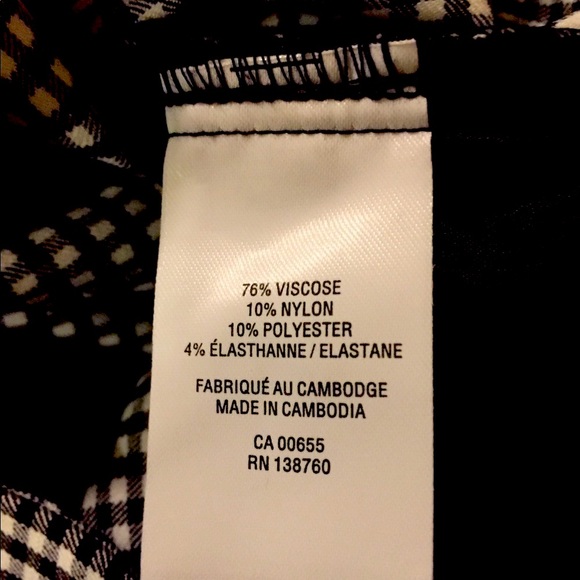 76% VISCOSE
10% NYLON
10% POLYESTER
4% ÉLASTHANNE / ELASTANE
FABRIQUÉ AU CAMBODGE
MADE IN CAMBODIA
CA 00655
RN 138760